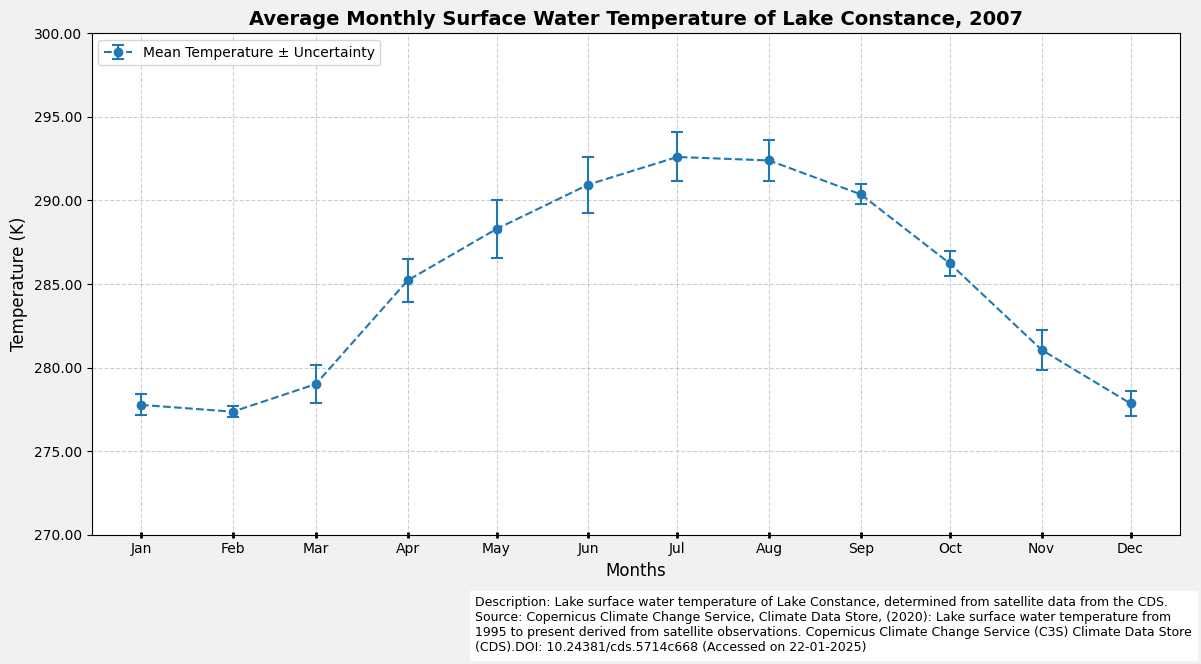 Average Monthly Surface Water Temperature of Lake Constance, 2007
300.00
Mean Temperature ± Uncertainty
295.00
290.00
285.00
280.00
275.00
270.00
Temperature (K)
Jan Feb Mar Apr May Jun Jul Aug Sep Oct Nov Dec
Months
Description: Lake surface water temperature of Lake Constance, determined from satellite data from the CDS.
Source: Copernicus Climate Change Service, Climate Data Store, (2020): Lake surface water temperature from
1995 to present derived from satellite observations. Copernicus Climate Change Service (C3S) Climate Data Store
(CDS).DOI: 10.24381/cds.5714c668 (Accessed on 22-01-2025)